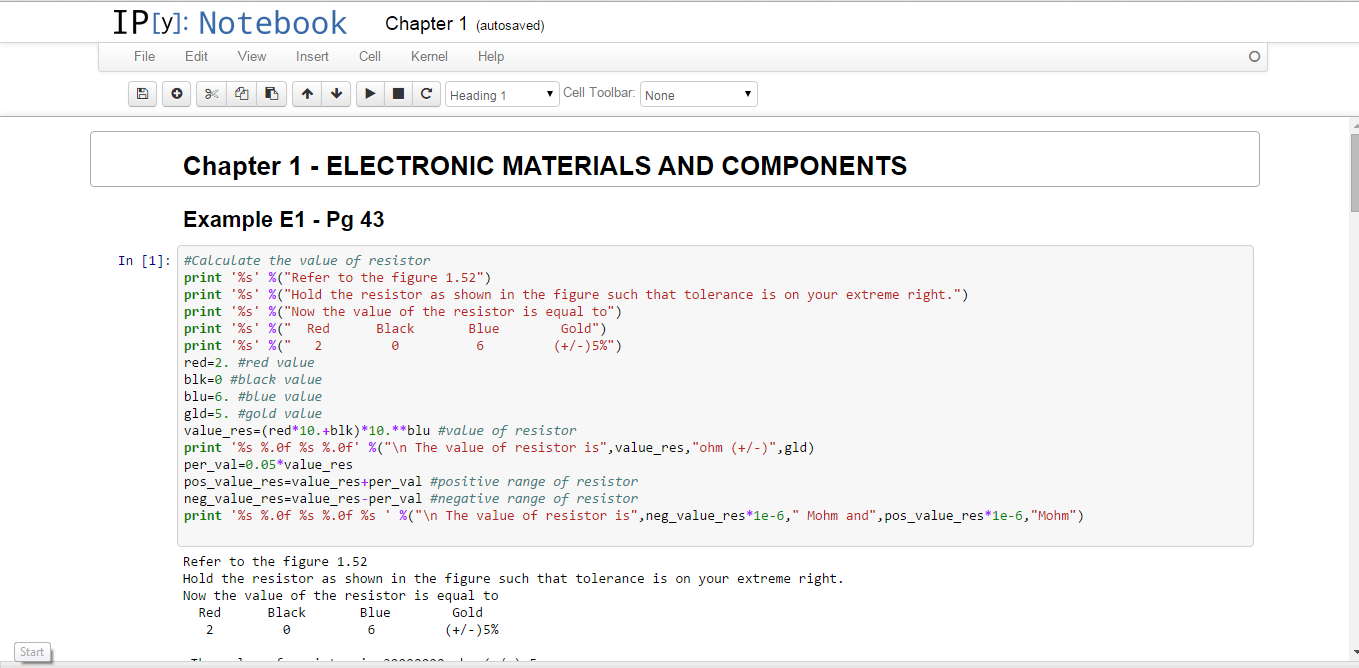 IP[y]: Notebook Chapter 1 (autosaved)
File Edit View Insert Cell Kernel Help
Heading 1 Cell Toolbar: None
Chapter 1 - ELECTRONIC MATERIALS AND COMPONENTS
Example E1 - Pg 43
In [1]: #Calculate the value of resistor
print '%s' %("Refer to the figure 1.52")
print '%s' %("Hold the resistor as shown in the figure such that tolerance is on your extreme right.")
print '%s' %("Now the value of the resistor is equal to")
print '%s' %("  Red      Black       Blue        Gold")
print '%s' %("   2         0          6         (+/-)5%")
red=2. #red value
blk=0 #black value
blu=6. #blue value
gld=5. #gold value
value_res=(red*10.+blk)*10.**blu #value of resistor
print '%s %.0f %s %.0f' %("\n The value of resistor is",value_res,"ohm (+/-)",gld)
per_val=0.05*value_res
pos_value_res=value_res+per_val #positive range of resistor
neg_value_res=value_res-per_val #negative range of resistor
print '%s %.0f %s %.0f %s ' %("\n The value of resistor is",neg_value_res*1e-6," Mohm and",pos_value_res*1e-6,"Mohm")
Refer to the figure 1.52
Hold the resistor as shown in the figure such that tolerance is on your extreme right.
Now the value of the resistor is equal to
  Red      Black       Blue        Gold
   2         0          6         (+/-)5%
Start